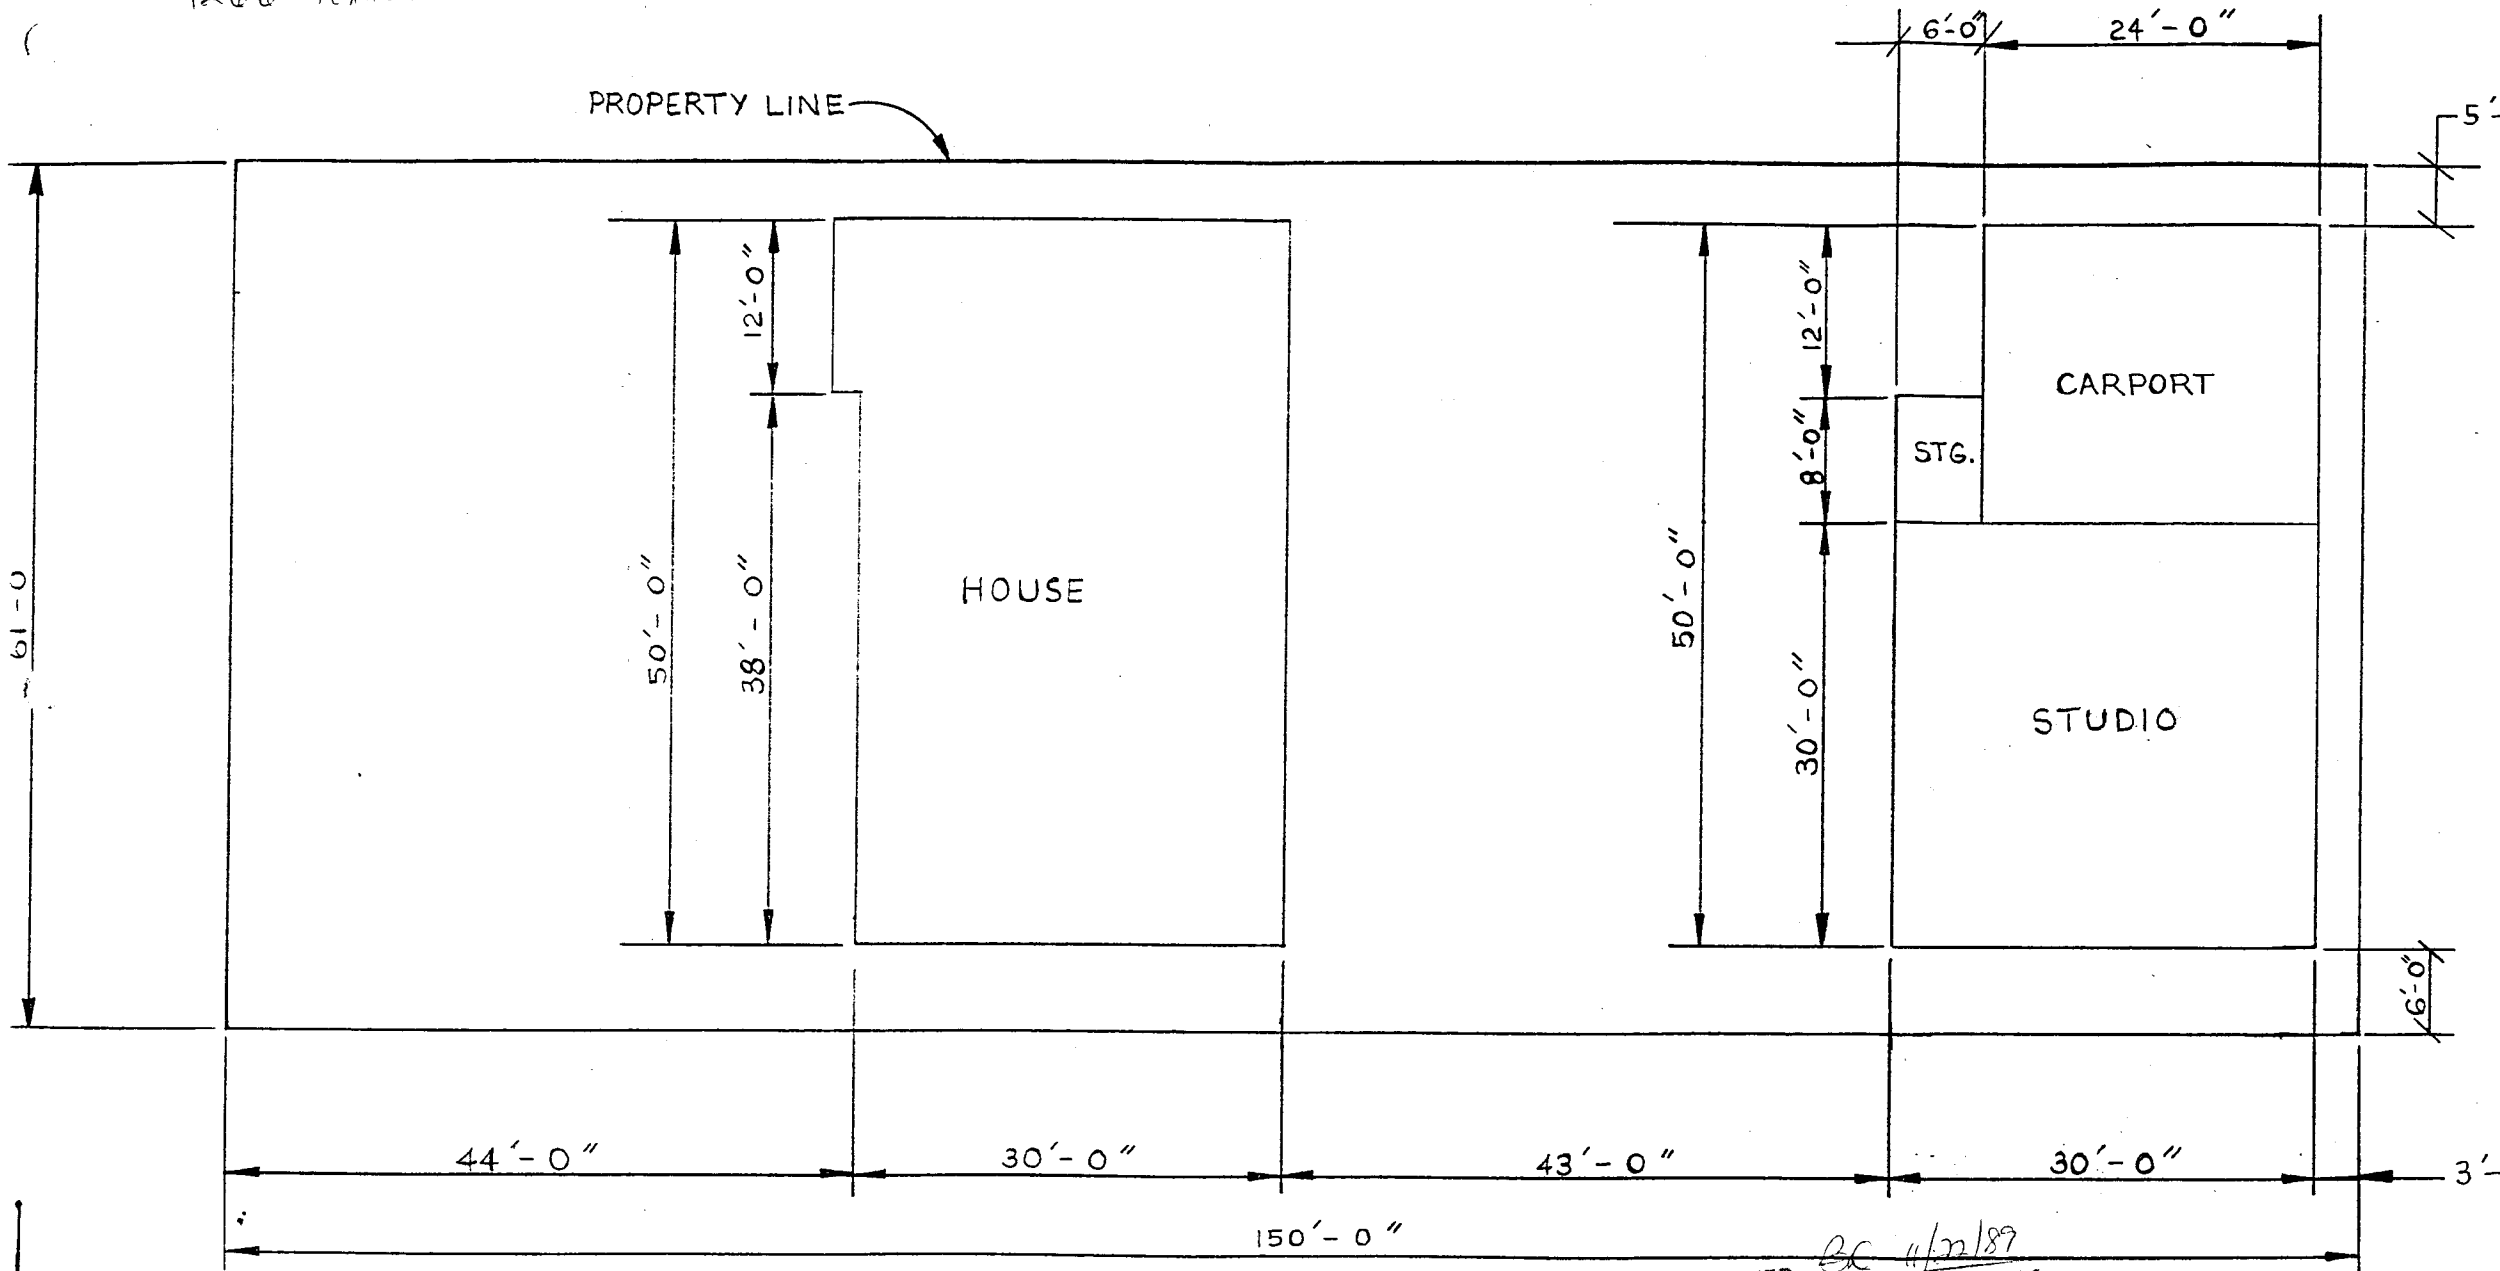 6'-0" 24'-0"
PROPERTY LINE
5'-
12'-0" 12'-0"
CARPORT
8'-0" STG.
61-0
50'-0" 38'-0" HOUSE 50'-0"
30'-0" STUDIO
6'-0"
44'-0" 30'-0" 43'-0" 30'-0" 3'-
150'-0"
BC 11/22/89